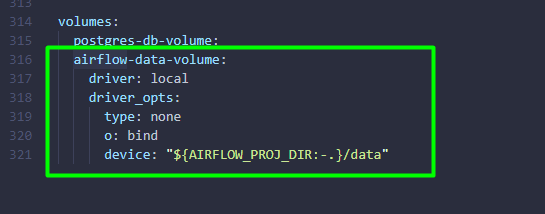 313
314 volumes:
315 postgres-db-volume:
316 airflow-data-volume:
317 driver: local
318 driver_opts:
319 type: none
320 o: bind
321 device: "${AIRFLOW_PROJ_DIR:-.}/data"